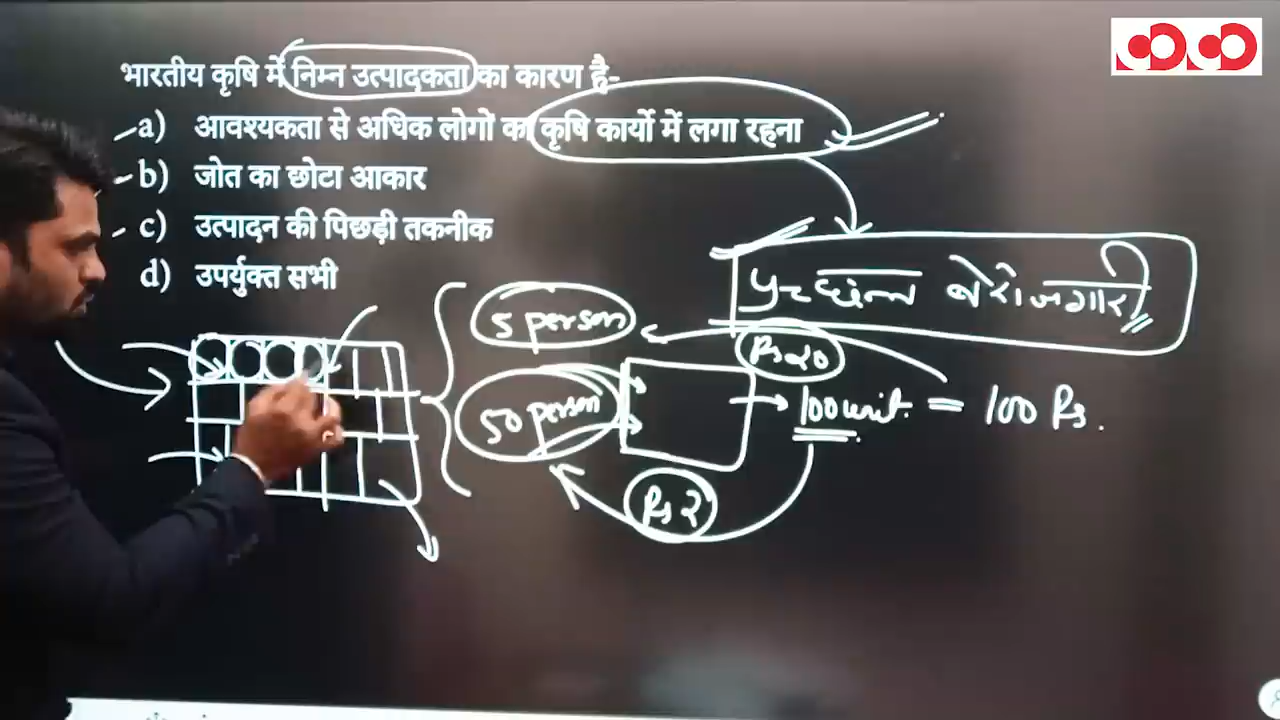 भारतीय कृषि में निम्न उत्पादकता का कारण है-
a) आवश्यकता से अधिक लोगों का कृषि कार्यो में लगा रहना
b) जोत का छोटा आकार
c) उत्पादन की पिछड़ी तकनीक
d) उपर्युक्त सभी
प्रच्छन्न बेरोजगारी
5 person
Rs 20
50 person
100 unit = 100 Rs.
Rs 2